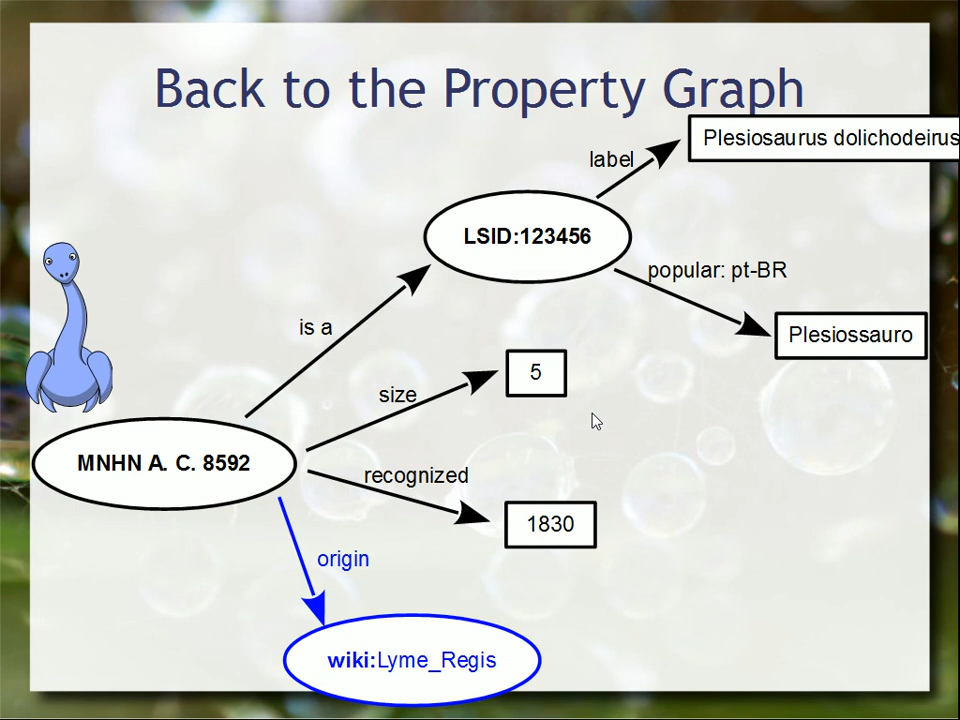 Back to the Property Graph
Plesiosaurus dolichodeirus
label
LSID:123456
popular: pt-BR
Plesiossauro
is a
5
size
MNHN A. C. 8592
recognized
1830
origin
wiki:Lyme_Regis